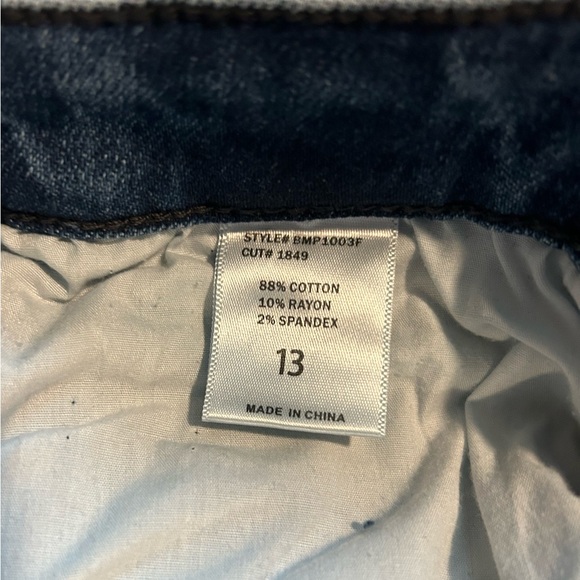 STYLE# BMP1003F
CUT# 1849
88% COTTON
10% RAYON
2% SPANDEX
13
MADE IN CHINA